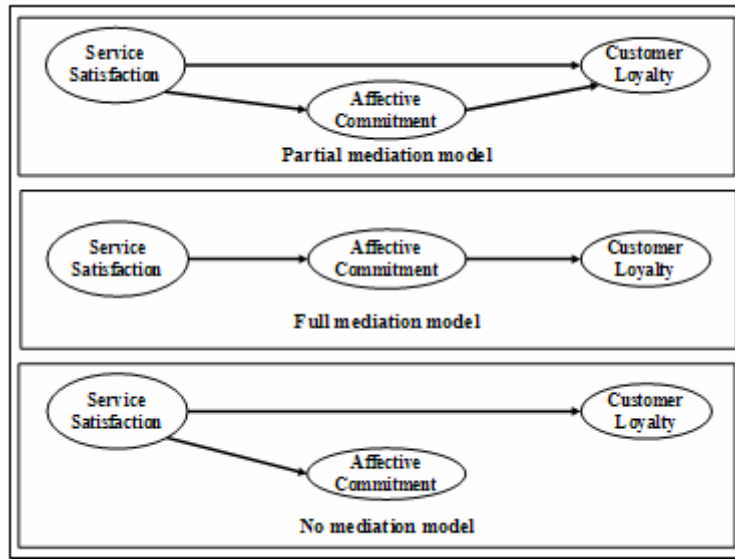 Service
Satisfaction
Customer
Loyalty
Affective
Commitment
Partial mediation model
Service
Satisfaction
Affective
Commitment
Customer
Loyalty
Full mediation model
Service
Satisfaction
Customer
Loyalty
Affective
Commitment
No mediation model